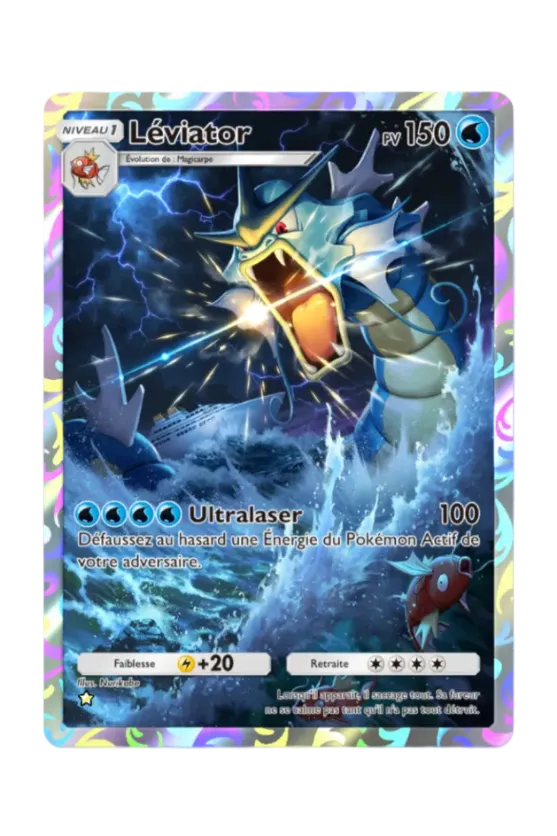 NIVEAU 1 Léviator PV 150
Évolution de : Magicarpe
Ultralaser 100
Défaussez au hasard une Énergie du Pokémon Actif de
votre adversaire.
Faiblesse +20 Retraite
Illus. Nurikabe
Lorsqu'il apparaît, il saccage tout. Sa fureur
ne se calme pas tant qu'il n'a pas tout détruit.